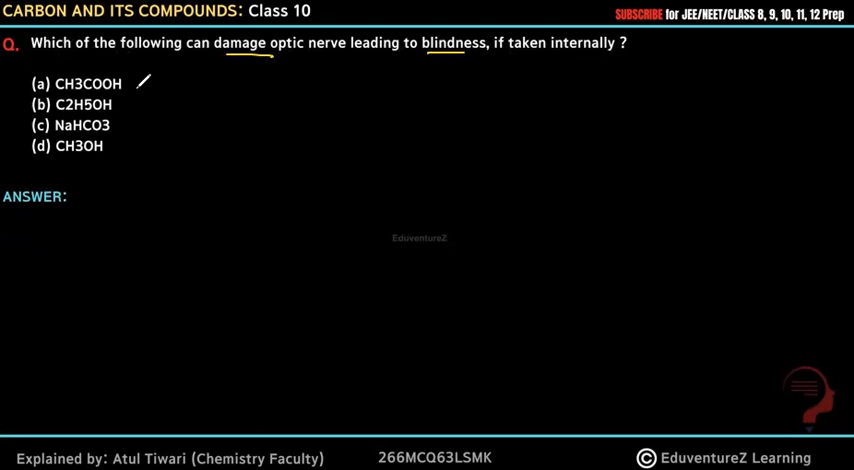 CARBON AND ITS COMPOUNDS: Class 10
SUBSCRIBE for JEE/NEET/CLASS 8, 9, 10, 11, 12 Prep
Q. Which of the following can damage optic nerve leading to blindness, if taken internally ?
(a) CH3COOH
(b) C2H5OH
(c) NaHCO3
(d) CH3OH
ANSWER:
EduventureZ
Explained by: Atul Tiwari (Chemistry Faculty)
266MCQ63LSMK
© EduventureZ Learning